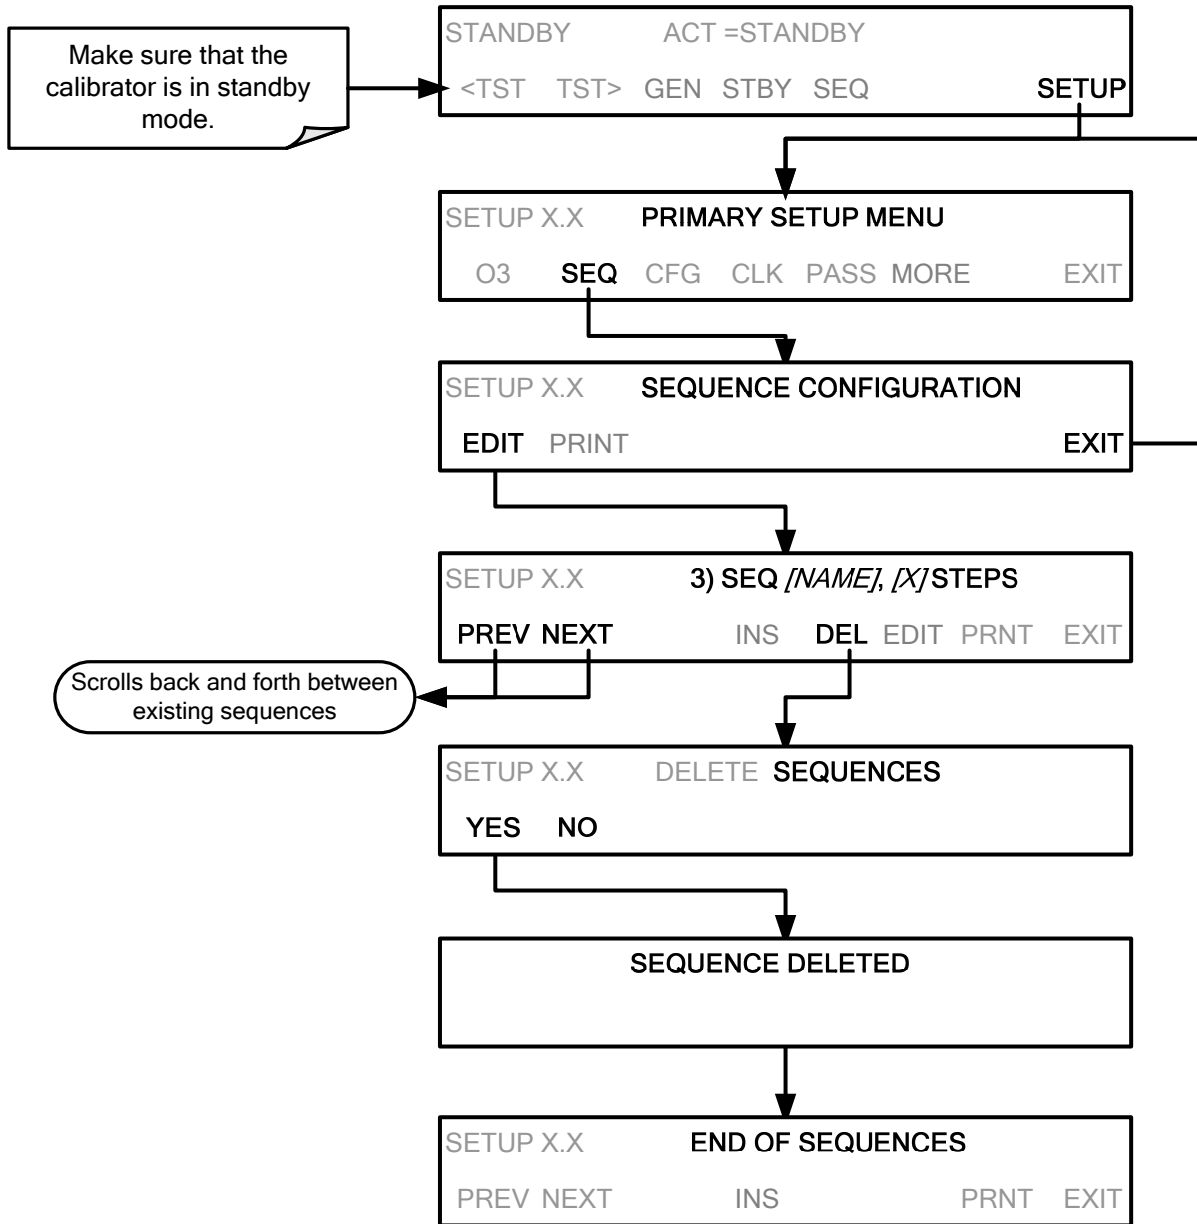 Make sure that the
calibrator is in standby
mode.
STANDBY ACT =STANDBY
<TST TST> GEN STBY SEQ SETUP
SETUP X.X PRIMARY SETUP MENU
O3 SEQ CFG CLK PASS MORE EXIT
SETUP X.X SEQUENCE CONFIGURATION
EDIT PRINT EXIT
SETUP X.X 3) SEQ [NAME], [X] STEPS
PREV NEXT INS DEL EDIT PRNT EXIT
Scrolls back and forth between
existing sequences
SETUP X.X DELETE SEQUENCES
YES NO
SEQUENCE DELETED
SETUP X.X END OF SEQUENCES
PREV NEXT INS PRNT EXIT